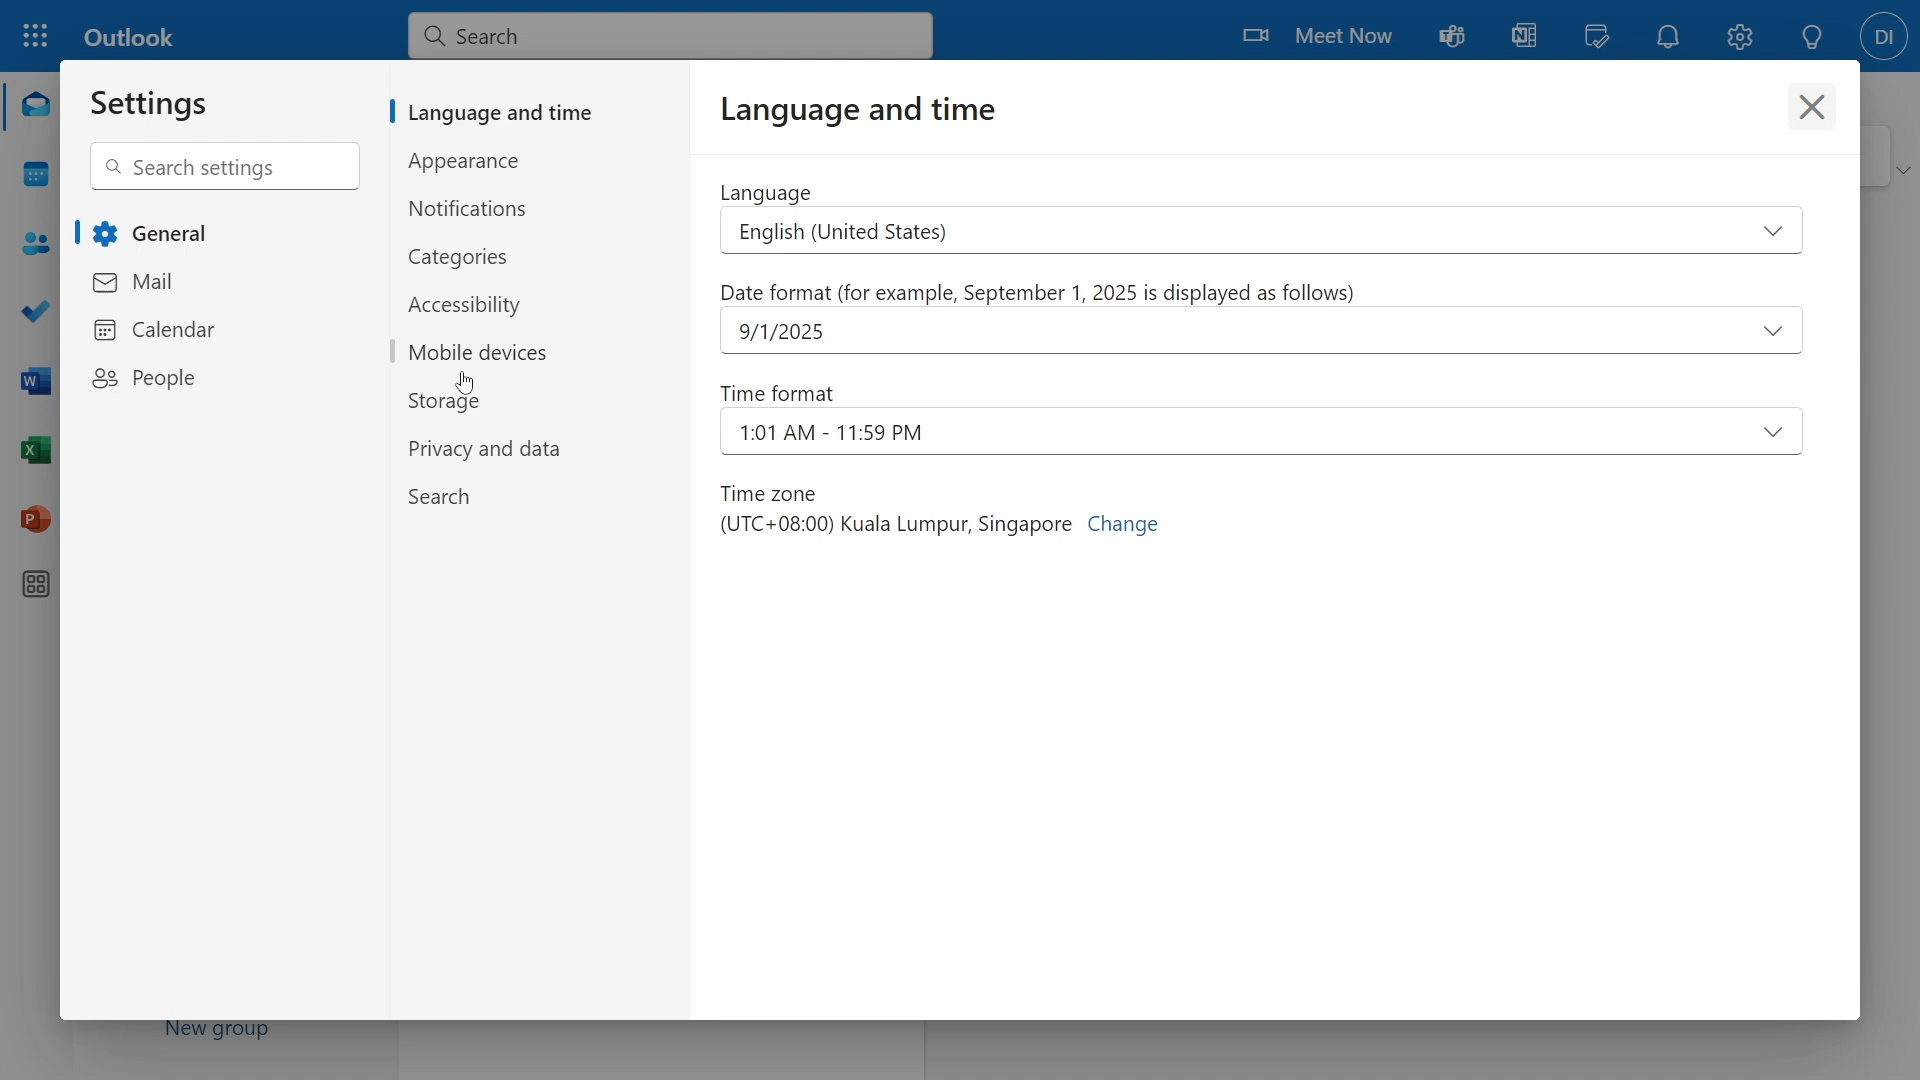 Outlook
Search
Meet Now
DI
Settings
Search settings
General
Mail
Calendar
People
Language and time
Appearance
Notifications
Categories
Accessibility
Mobile devices
Storage
Privacy and data
Search
Language and time
Language
English (United States)
Date format (for example, September 1, 2025 is displayed as follows)
9/1/2025
Time format
1:01 AM - 11:59 PM
Time zone
(UTC+08:00) Kuala Lumpur, Singapore Change
New group